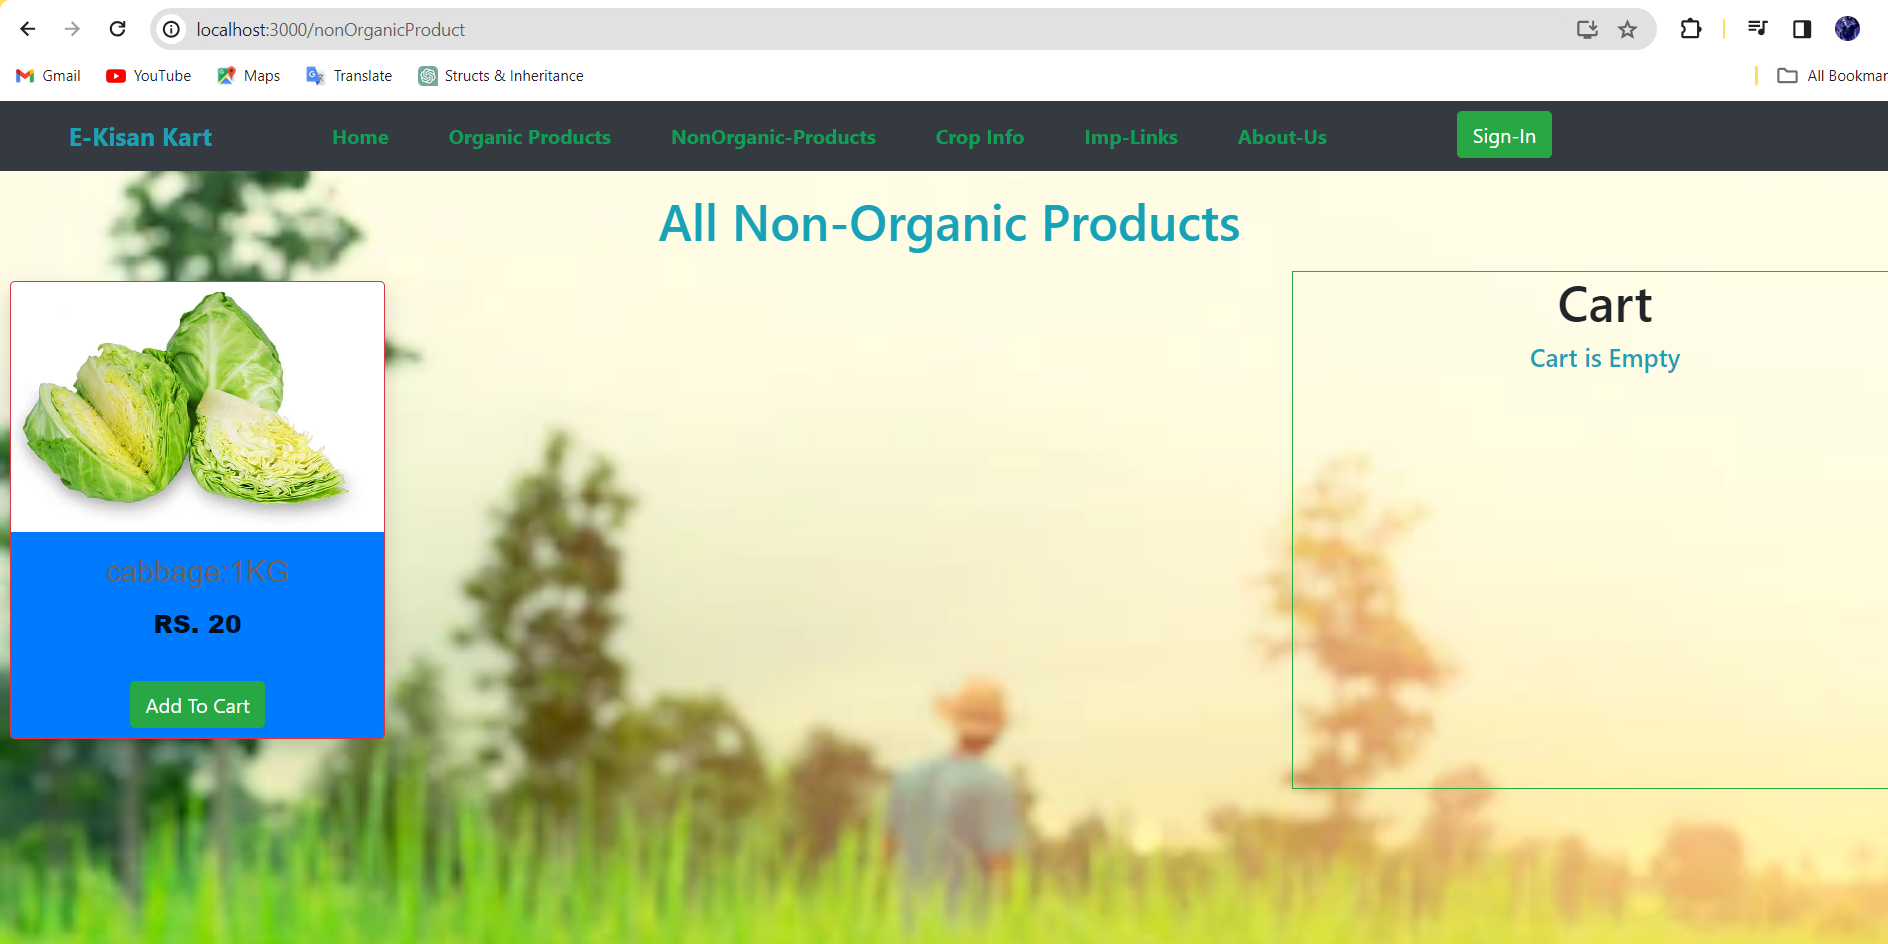 localhost:3000/nonOrganicProduct
Gmail YouTube Maps Translate Structs & Inheritance All Bookmar
E-Kisan Kart Home Organic Products NonOrganic-Products Crop Info Imp-Links About-Us Sign-In
All Non-Organic Products
Cart
Cart is Empty
cabbage:1KG
RS. 20
Add To Cart